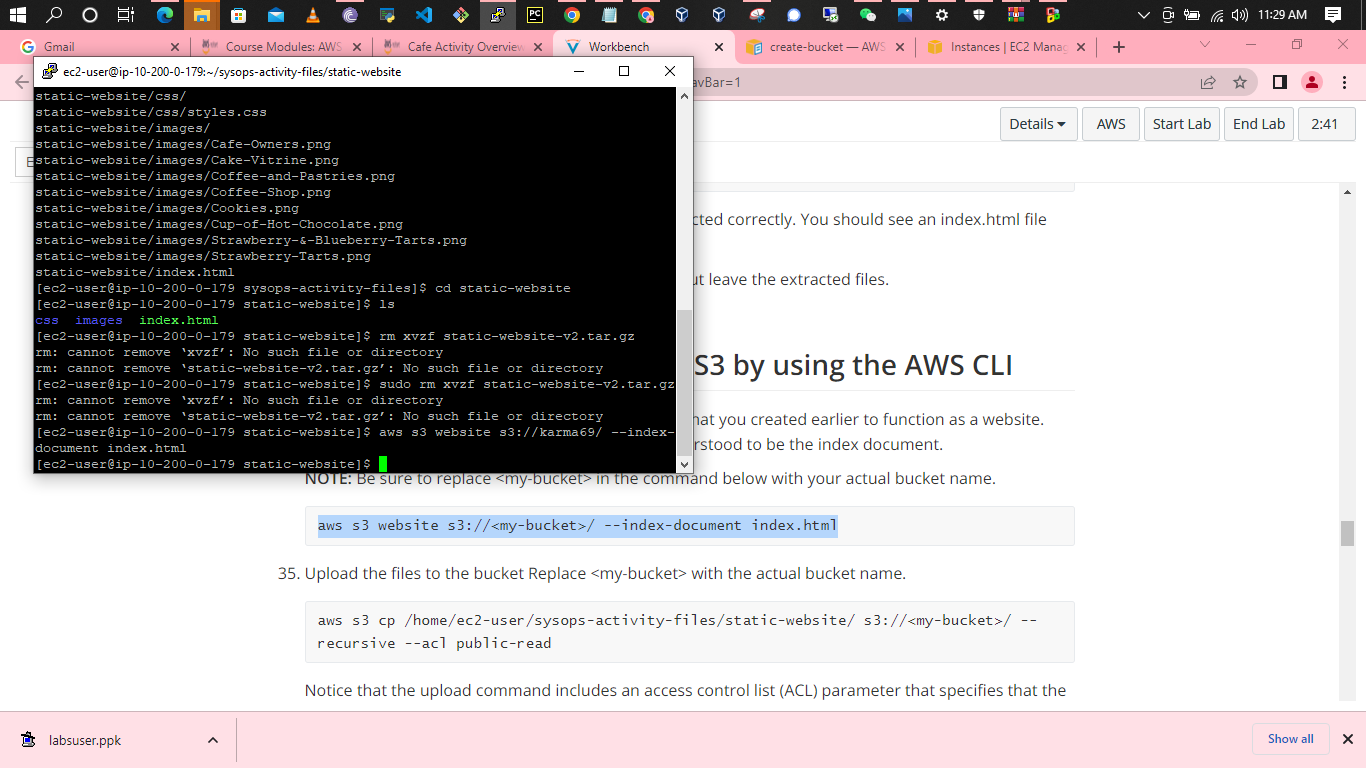 11:29 AM
Gmail
Course Modules: AWS
Cafe Activity Overview
Workbench
create-bucket — AWS
Instances | EC2 Manag
ec2-user@ip-10-200-0-179:~/sysops-activity-files/static-website
avBar=1
Details
AWS
Start Lab
End Lab
2:41
static-website/css/
static-website/css/styles.css
static-website/images/
static-website/images/Cafe-Owners.png
static-website/images/Cake-Vitrine.png
static-website/images/Coffee-and-Pastries.png
static-website/images/Coffee-Shop.png
static-website/images/Cookies.png
static-website/images/Cup-of-Hot-Chocolate.png
static-website/images/Strawberry-&-Blueberry-Tarts.png
static-website/images/Strawberry-Tarts.png
static-website/index.html
[ec2-user@ip-10-200-0-179 sysops-activity-files]$ cd static-website
[ec2-user@ip-10-200-0-179 static-website]$ ls
css images index.html
[ec2-user@ip-10-200-0-179 static-website]$ rm xvzf static-website-v2.tar.gz
rm: cannot remove ‘xvzf’: No such file or directory
rm: cannot remove ‘static-website-v2.tar.gz’: No such file or directory
[ec2-user@ip-10-200-0-179 static-website]$ sudo rm xvzf static-website-v2.tar.gz
rm: cannot remove ‘xvzf’: No such file or directory
rm: cannot remove ‘static-website-v2.tar.gz’: No such file or directory
[ec2-user@ip-10-200-0-179 static-website]$ aws s3 website s3://karma69/ --index-
document index.html
[ec2-user@ip-10-200-0-179 static-website]$
cted correctly. You should see an index.html file
ut leave the extracted files.
S3 by using the AWS CLI
hat you created earlier to function as a website.
rstood to be the index document.
NOTE: Be sure to replace <my-bucket> in the command below with your actual bucket name.
aws s3 website s3://<my-bucket>/ --index-document index.html
35. Upload the files to the bucket Replace <my-bucket> with the actual bucket name.
aws s3 cp /home/ec2-user/sysops-activity-files/static-website/ s3://<my-bucket>/ --
recursive --acl public-read
Notice that the upload command includes an access control list (ACL) parameter that specifies that the
labsuser.ppk
Show all